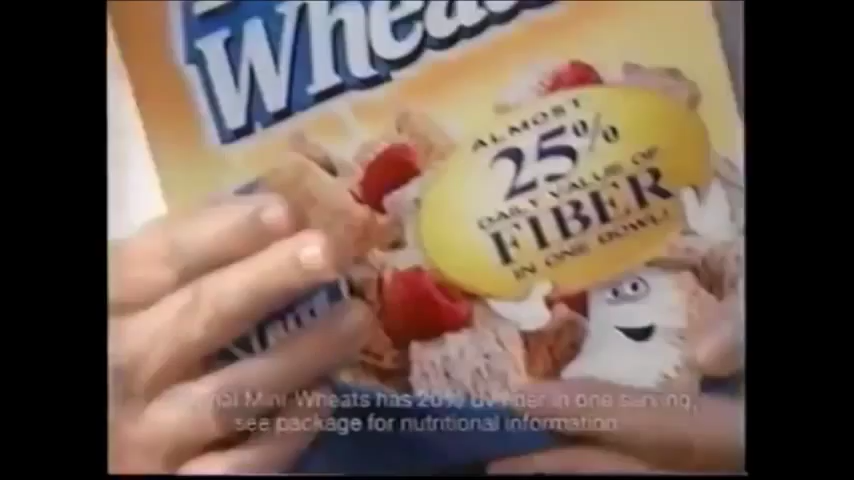 Whea
ALMOST
25%
DAILY VALUE OF
FIBER
IN ONE BOWL!
Mini Wheats has 20% DV fiber in one serving,
see package for nutritional information